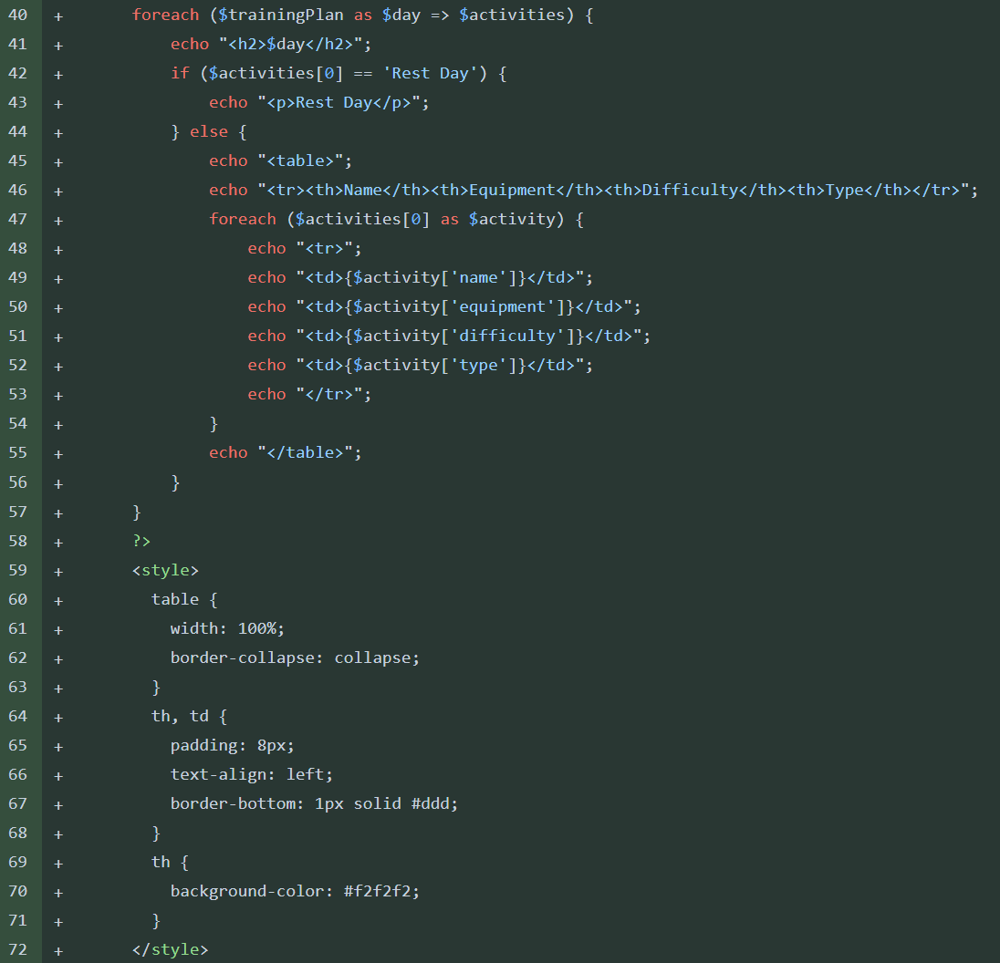 40 +        foreach ($trainingPlan as $day => $activities) {
41 +            echo "<h2>$day</h2>";
42 +            if ($activities[0] == 'Rest Day') {
43 +                echo "<p>Rest Day</p>";
44 +            } else {
45 +                echo "<table>";
46 +                echo "<tr><th>Name</th><th>Equipment</th><th>Difficulty</th><th>Type</th></tr>";
47 +                foreach ($activities[0] as $activity) {
48 +                    echo "<tr>";
49 +                    echo "<td>{$activity['name']}</td>";
50 +                    echo "<td>{$activity['equipment']}</td>";
51 +                    echo "<td>{$activity['difficulty']}</td>";
52 +                    echo "<td>{$activity['type']}</td>";
53 +                    echo "</tr>";
54 +                }
55 +                echo "</table>";
56 +            }
57 +        }
58 +        ?>
59 +        <style>
60 +          table {
61 +            width: 100%;
62 +            border-collapse: collapse;
63 +          }
64 +          th, td {
65 +            padding: 8px;
66 +            text-align: left;
67 +            border-bottom: 1px solid #ddd;
68 +          }
69 +          th {
70 +            background-color: #f2f2f2;
71 +          }
72 +        </style>